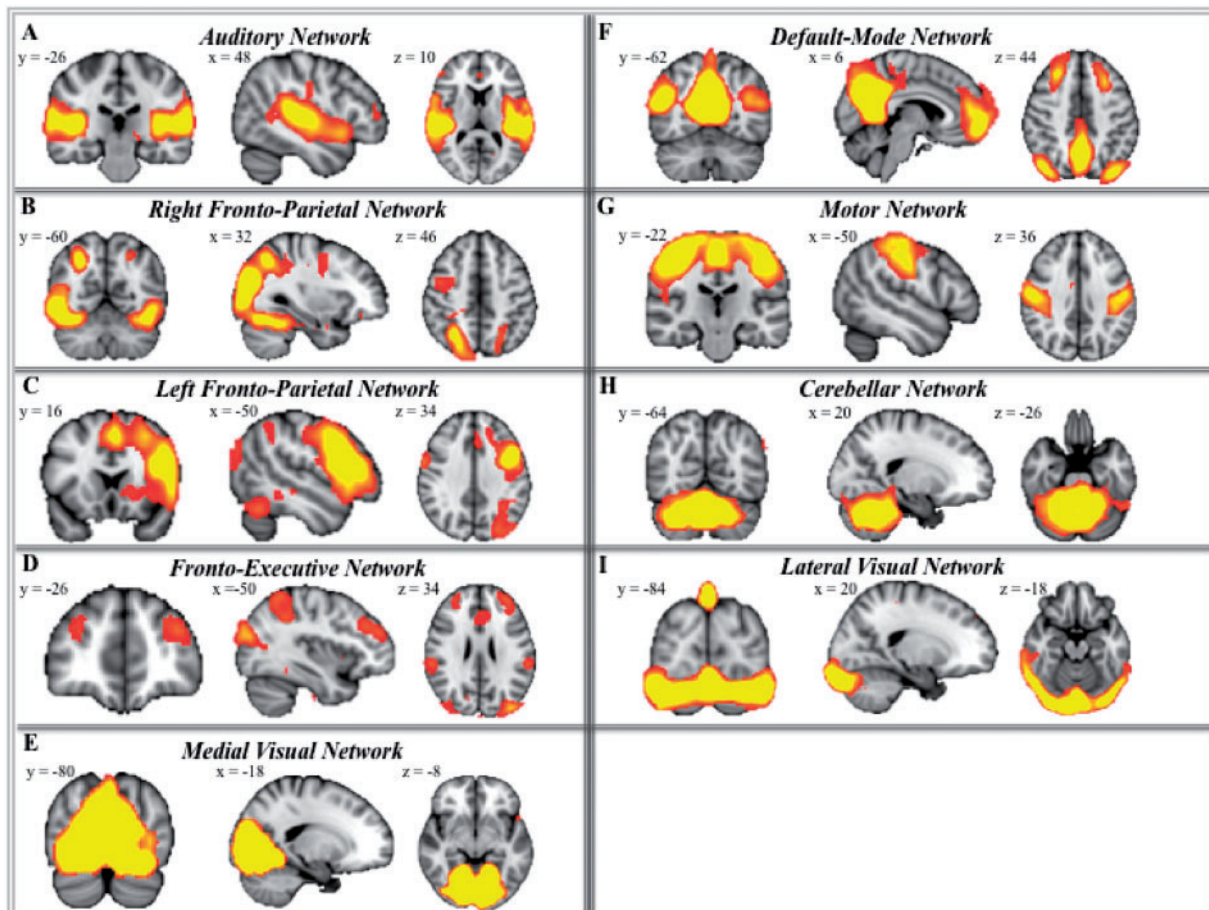 A
Auditory Network
y = -26
x = 48
z = 10
B
Right Fronto-Parietal Network
y = -60
x = 32
z = 46
C
Left Fronto-Parietal Network
y = 16
x = -50
z = 34
D
Fronto-Executive Network
y = -26
x =-50
z = 34
E
Medial Visual Network
y = -80
x = -18
z = -8
F
Default-Mode Network
y = -62
x = 6
z = 44
G
Motor Network
y = -22
x = -50
z = 36
H
Cerebellar Network
y = -64
x = 20
z = -26
I
Lateral Visual Network
y = -84
x = 20
z = -18